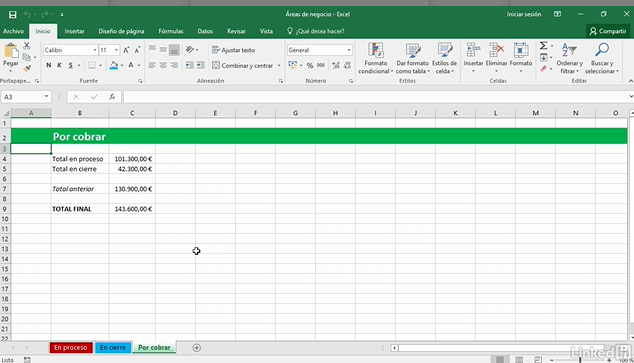 Áreas de negocio - Excel
Iniciar sesión
Archivo Inicio Insertar Diseño de página Fórmulas Datos Revisar Vista ¿Qué desea hacer? Compartir
Pegar
Calibri 11
N K S
Ajustar texto
Combinar y centrar
General
% 000
Formato condicional
Dar formato como tabla
Estilos de celda
Insertar Eliminar Formato
Ordenar y filtrar
Buscar y seleccionar
Portapape... Fuente Alineación Número Estilos Celdas Modificar
A3 fx
A B C D E F G H I J K L M N O
1
2 Por cobrar
3
4 Total en proceso 101.300,00 €
5 Total en cierre 42.300,00 €
6
7 Total anterior 130.900,00 €
8
9 TOTAL FINAL 143.600,00 €
10
11
12
13
14
15
16
17
18
19
20
21
22
En proceso En cierre Por cobrar
Listo
LinkedIn
100 %